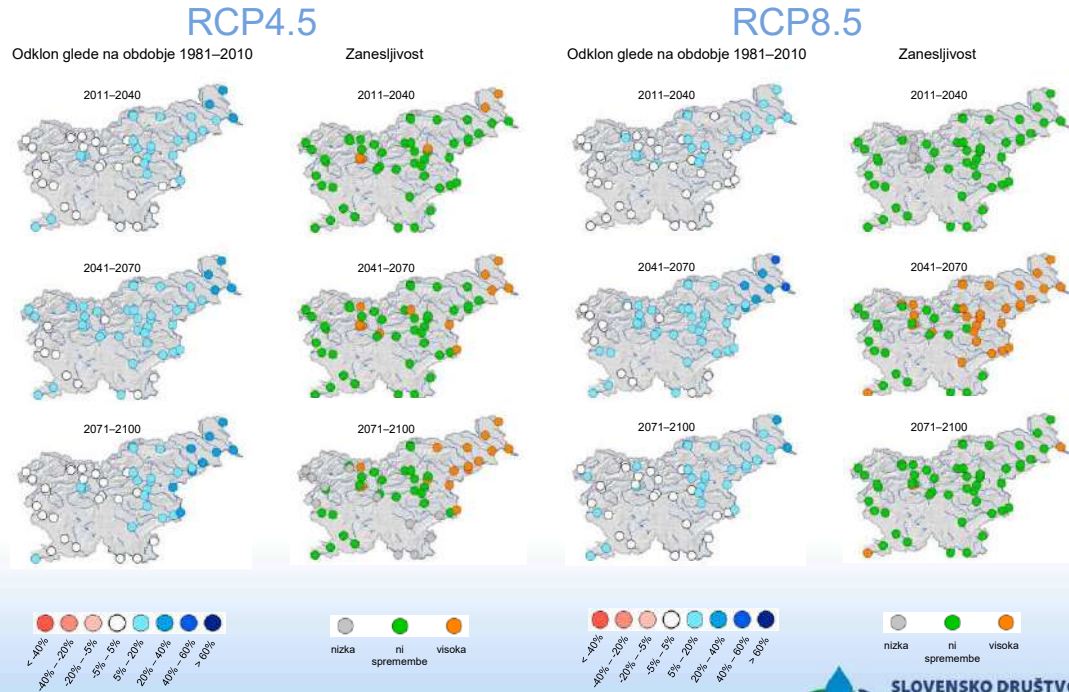 RCP4.5
RCP8.5
Odklon glede na obdobje 1981–2010
Zanesljivost
Odklon glede na obdobje 1981–2010
Zanesljivost
2011–2040
2011–2040
2011–2040
2011–2040
2041–2070
2041–2070
2041–2070
2041–2070
2071–2100
2071–2100
2071–2100
2071–2100
< -40%
-40% – -20%
-20% – -5%
-5% – 5%
5% – 20%
20% – 40%
40% – 60%
> 60%
nizka
ni
spremembe
visoka
< -40%
-40% – -20%
-20% – -5%
-5% – 5%
5% – 20%
20% – 40%
40% – 60%
> 60%
nizka
ni
spremembe
visoka
SLOVENSKO DRUŠTVO